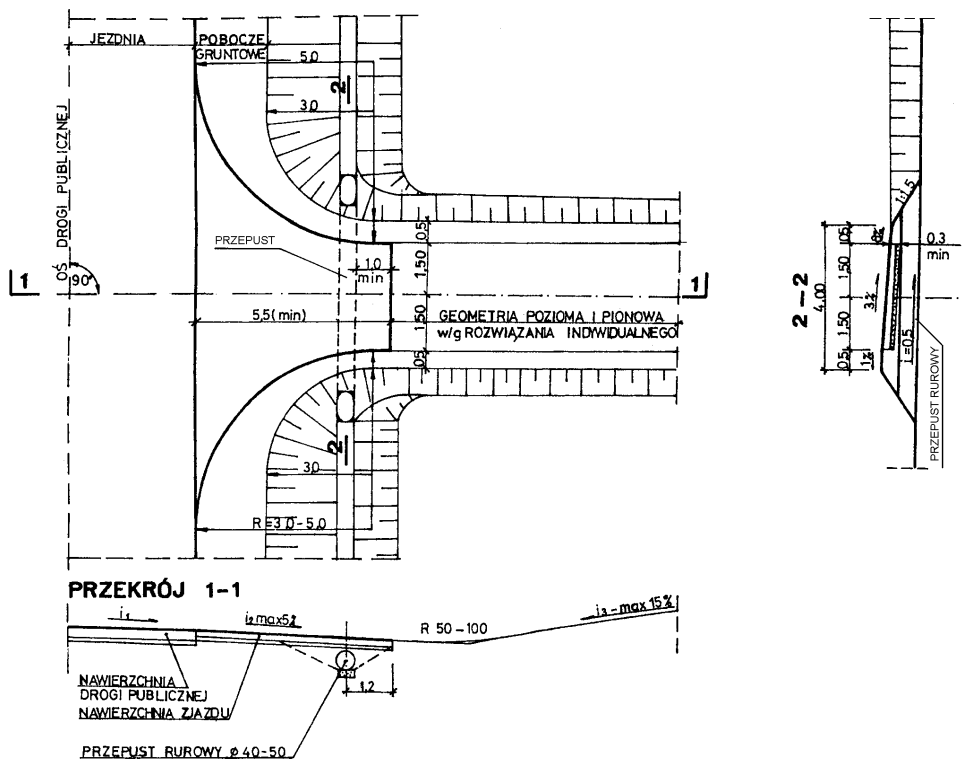 JEZDNIA
POBOCZE
GRUNTOWE
5,0
2
3,0
OŚ DROGI PUBLICZNEJ
PRZEPUST
1
90°
1,0
min
0,5
1,50
1,50
0,5
1
5,5(min)
GEOMETRIA POZIOMA I PIONOWA
w/g ROZWIĄZANIA INDYWIDUALNEGO
2
3,0
R=3,0-5,0
2-2
4.00
0,5
1,50
1,50
0,5
1:1,5
8%
3%
i=0,5
0.3
min
PRZEPUST RUROWY
PRZEKRÓJ 1-1
i1
i2 max5%
R 50-100
i3-max 15%
1,2
NAWIERZCHNIA
DROGI PUBLICZNEJ
NAWIERZCHNIA ZJAZDU
PRZEPUST RUROWY ø 40-50